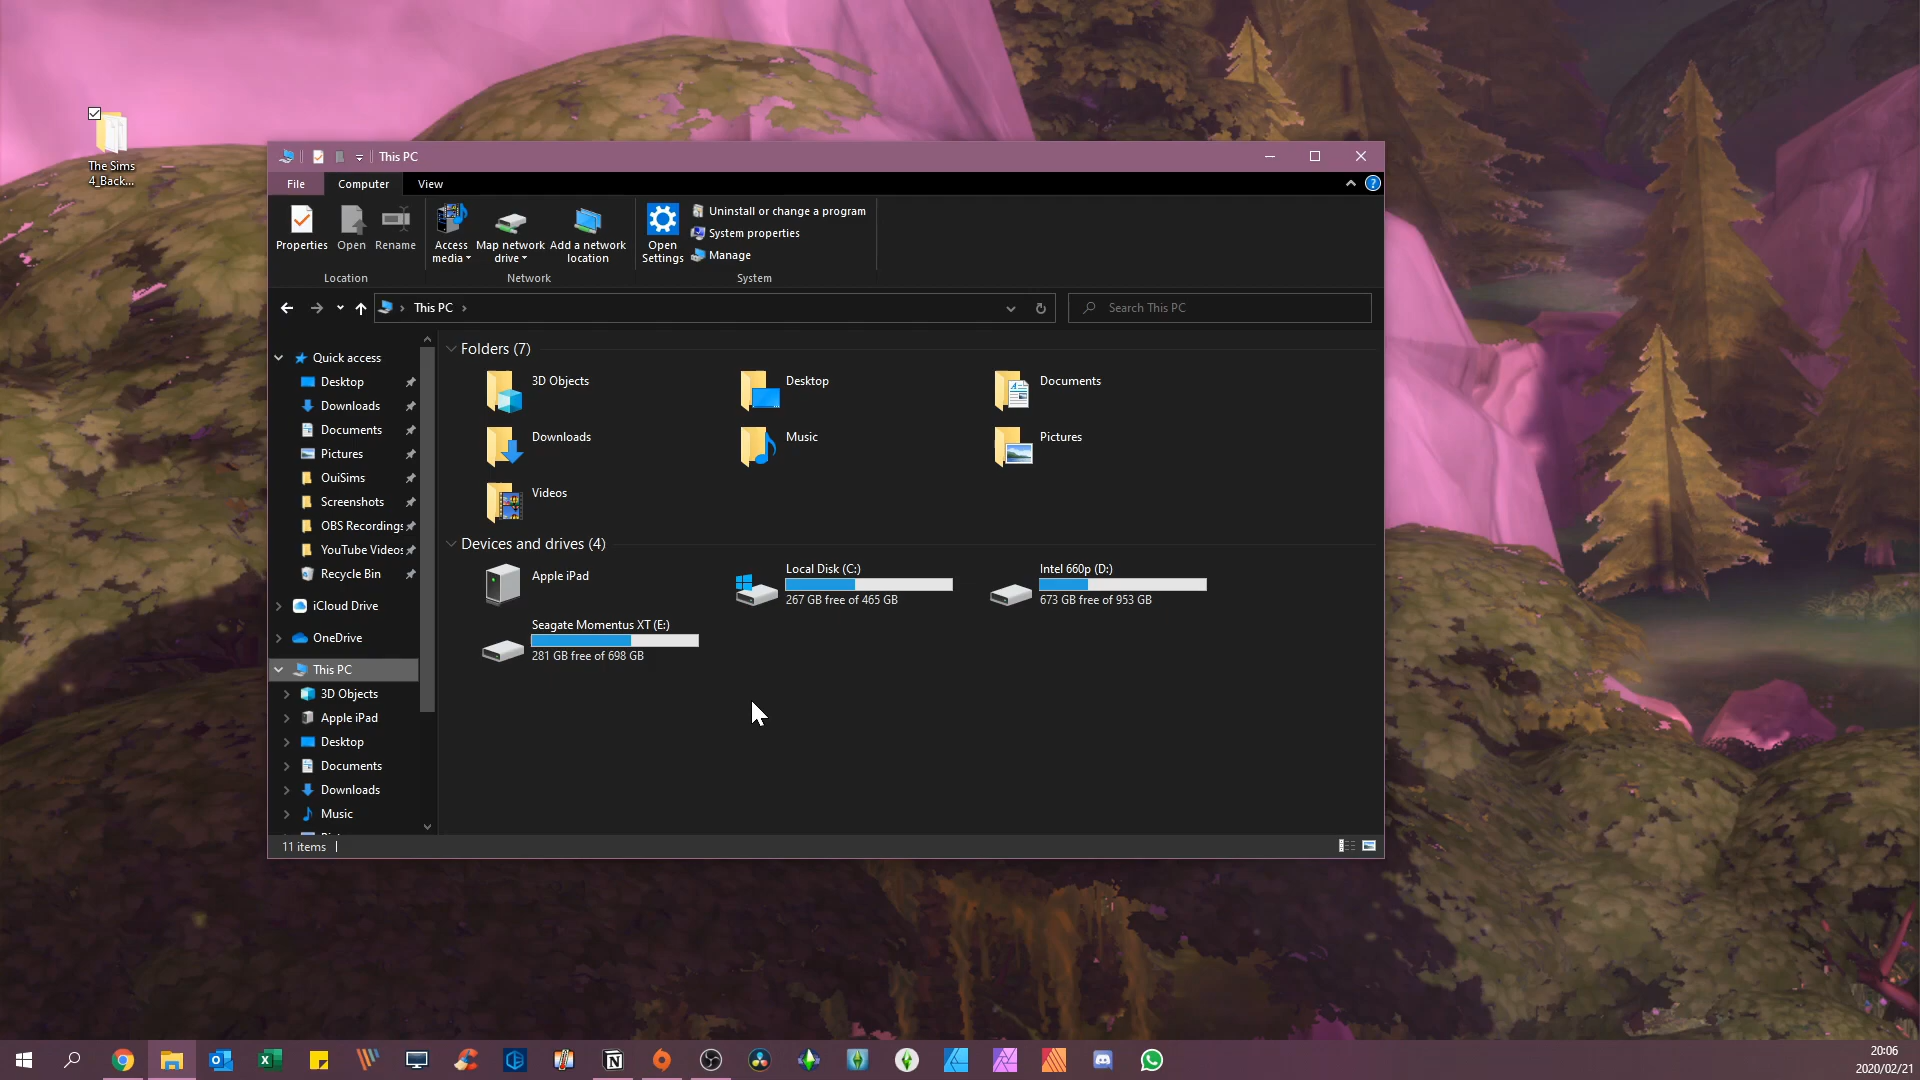 The Sims
4_Back...
This PC
File
Computer
View
Properties
Open
Rename
Access
media
Map network
drive
Add a network
location
Open
Settings
Uninstall or change a program
System properties
Manage
Location
Network
System
This PC
Search This PC
Quick access
Desktop
Downloads
Documents
Pictures
OuiSims
Screenshots
OBS Recordings
YouTube Videos
Recycle Bin
iCloud Drive
OneDrive
This PC
3D Objects
Apple iPad
Desktop
Documents
Downloads
Music
Folders (7)
3D Objects
Desktop
Documents
Downloads
Music
Pictures
Videos
Devices and drives (4)
Apple iPad
Local Disk (C:)
267 GB free of 465 GB
Intel 660p (D:)
673 GB free of 953 GB
Seagate Momentus XT (E:)
281 GB free of 698 GB
11 items
20:06
2020/02/21